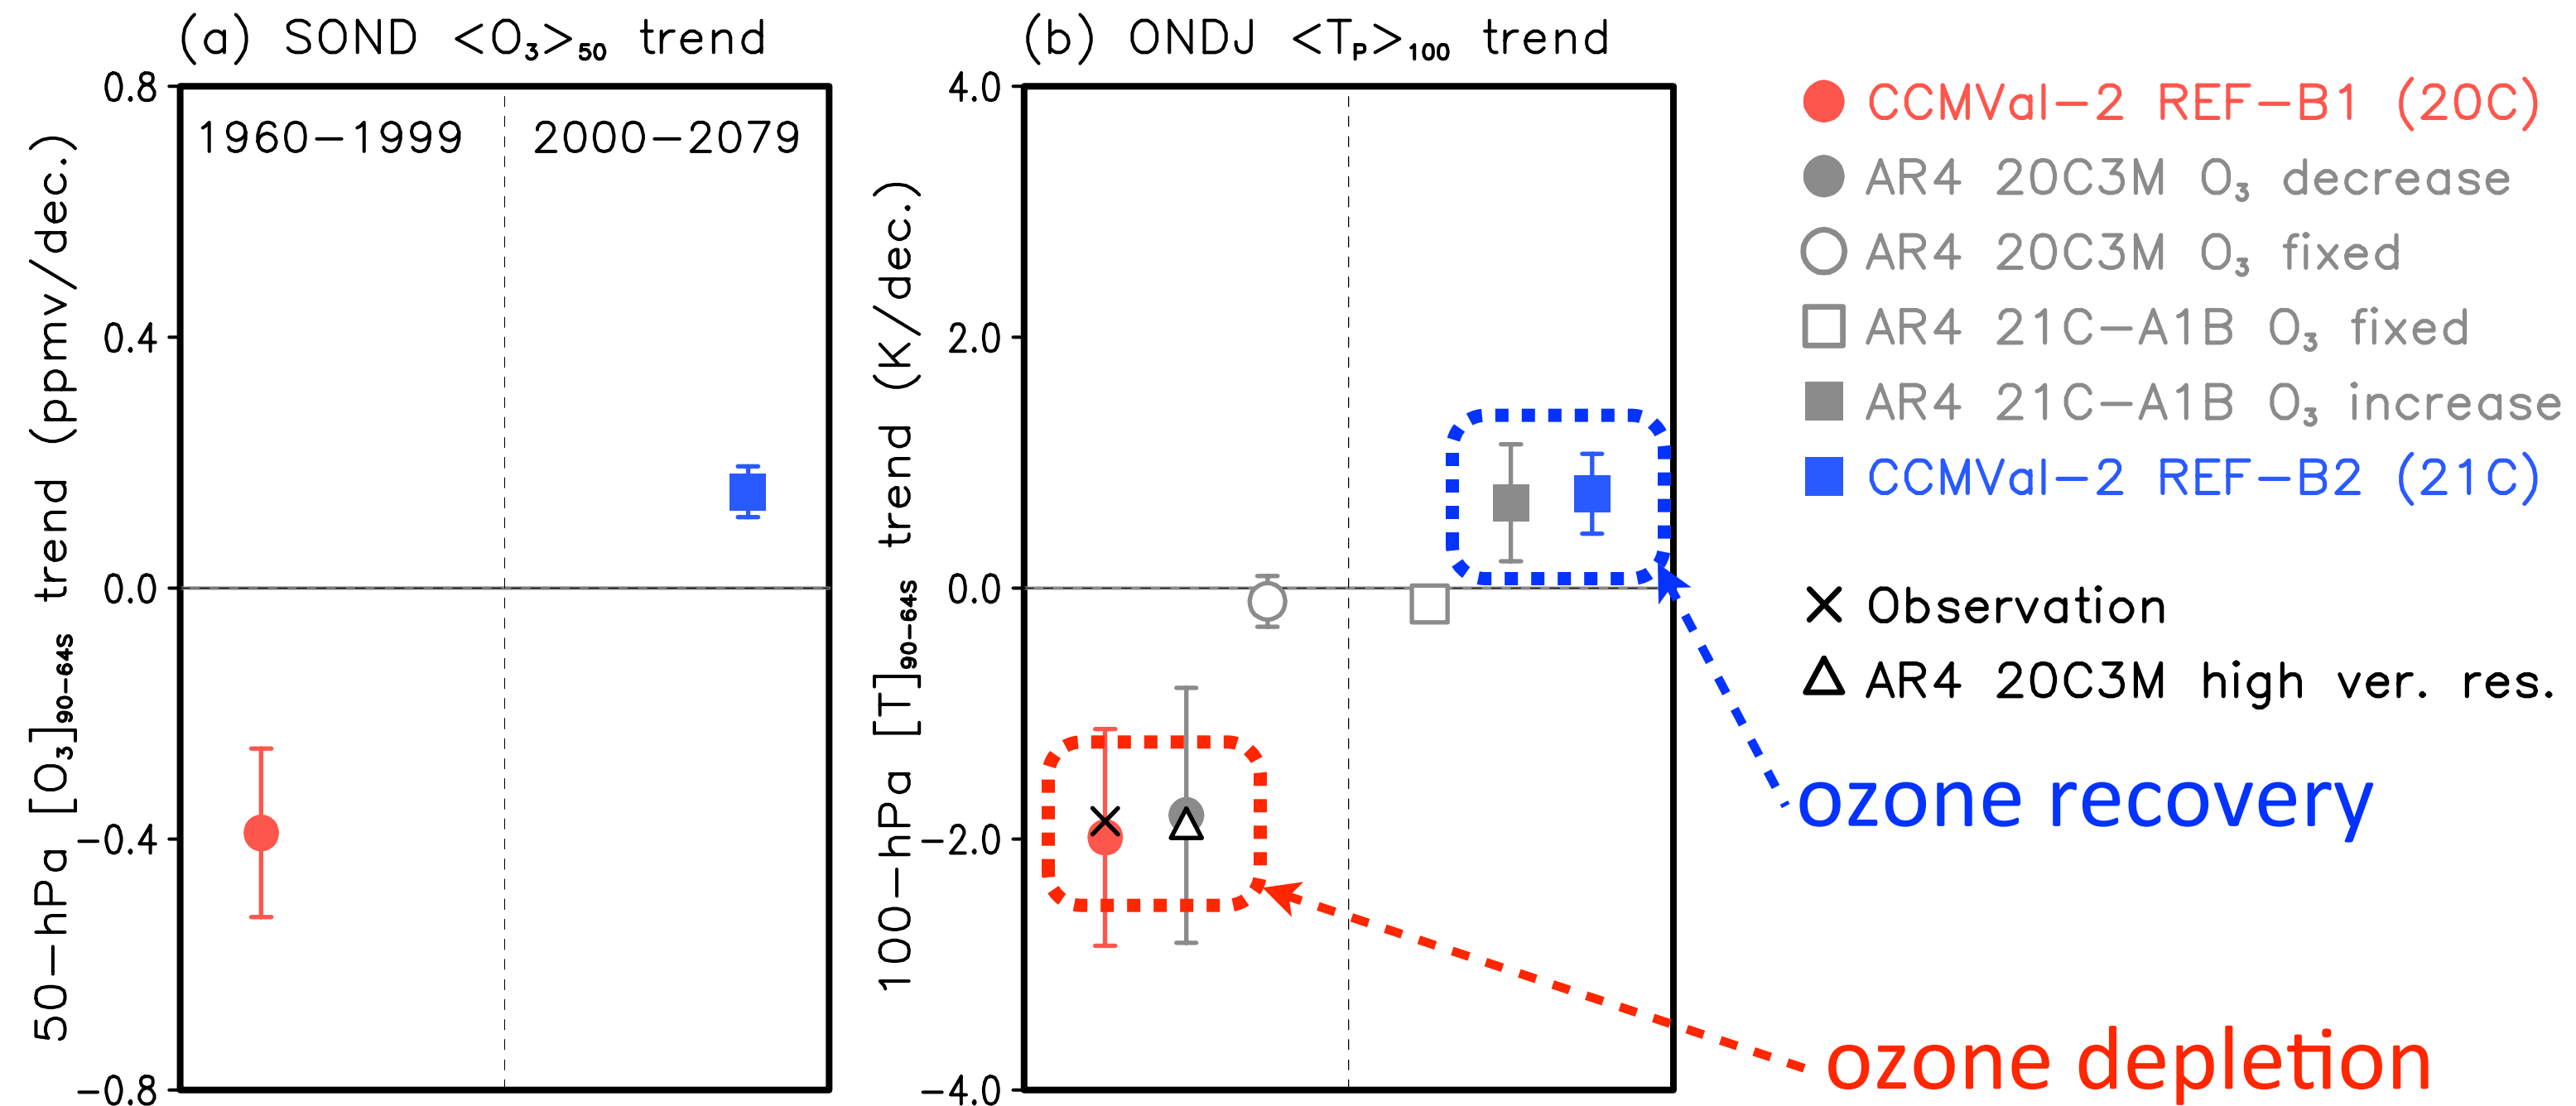 (a) SOND <O₃>₅₀ trend
(b) ONDJ <Tₚ>₁₀₀ trend
50-hPa [O₃]₉₀₋₆₄ₛ trend (ppmv/dec.)
0.8
0.4
0.0
-0.4
-0.8
1960-1999
2000-2079
100-hPa [T]₉₀₋₆₄ₛ trend (K/dec.)
4.0
2.0
0.0
-2.0
-4.0
CCMVal-2 REF-B1 (20C)
AR4 20C3M O₃ decrease
AR4 20C3M O₃ fixed
AR4 21C-A1B O₃ fixed
AR4 21C-A1B O₃ increase
CCMVal-2 REF-B2 (21C)
Observation
AR4 20C3M high ver. res.
ozone recovery
ozone depletion